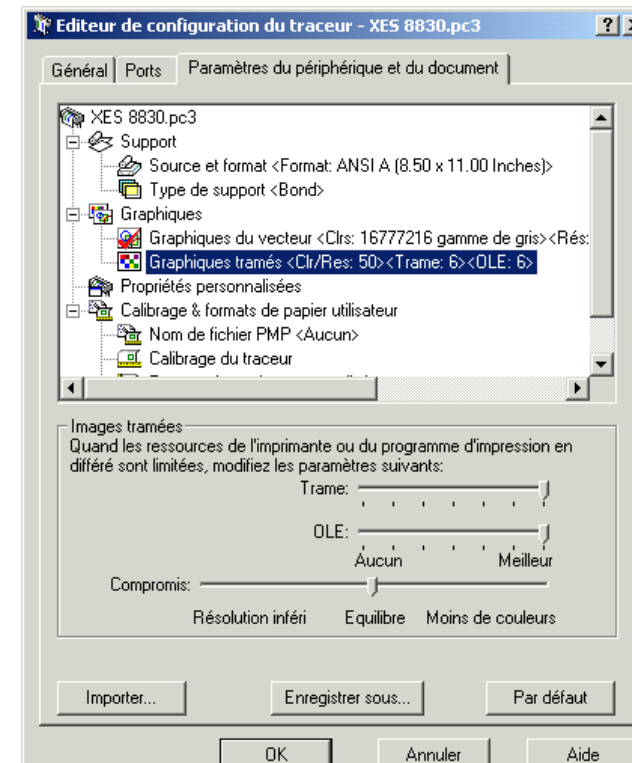 Editeur de configuration du traceur - XES 8830.pc3
Général Ports Paramètres du périphérique et du document
XES 8830.pc3
Support
Source et format <Format: ANSI A (8.50 x 11.00 Inches)>
Type de support <Bond>
Graphiques
Graphiques du vecteur <Clrs: 16777216 gamme de gris><Rés:
Graphiques tramés <Clr/Res: 50><Trame: 6><OLE: 6>
Propriétés personnalisées
Calibrage & formats de papier utilisateur
Nom de fichier PMP <Aucun>
Calibrage du traceur
Images tramées
Quand les ressources de l'imprimante ou du programme d'impression en
différé sont limitées, modifiez les paramètres suivants:
Trame:
OLE:
Aucun Meilleur
Compromis:
Résolution inféri Equilibre Moins de couleurs
Importer... Enregistrer sous... Par défaut
OK Annuler Aide